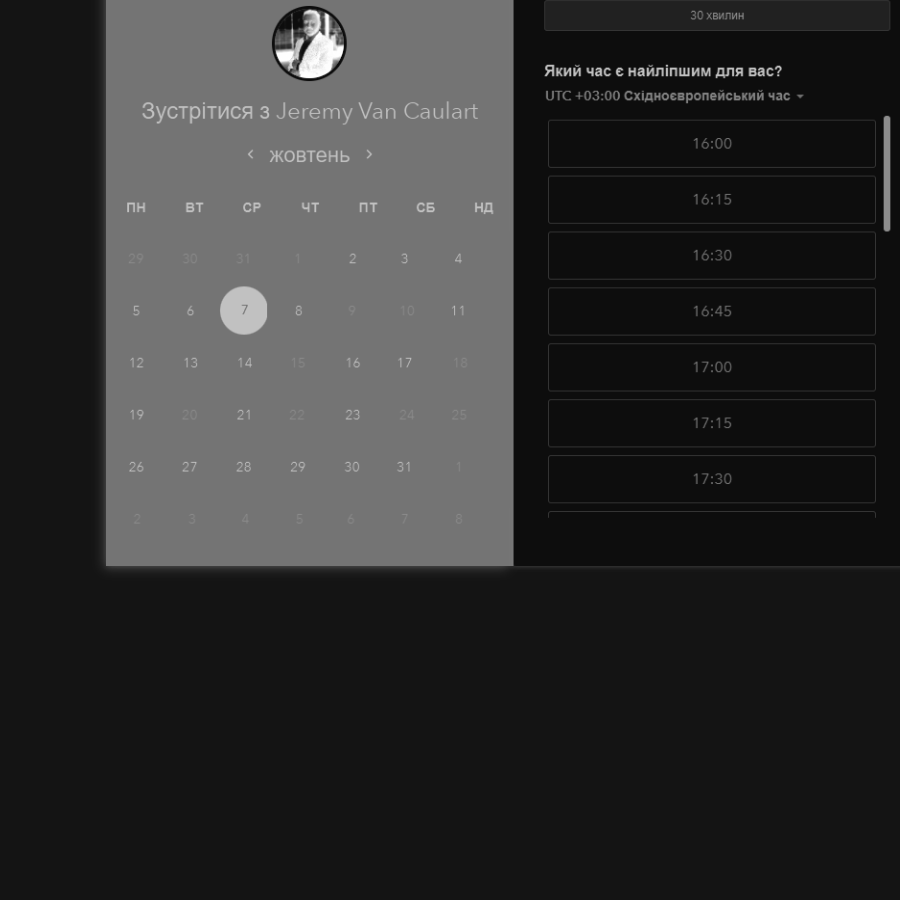 Зустрітися з Jeremy Van Caulart
жовтень
ПН ВТ СР ЧТ ПТ СБ НД
29 30 31 1 2 3 4
5 6 7 8 9 10 11
12 13 14 15 16 17 18
19 20 21 22 23 24 25
26 27 28 29 30 31 1
2 3 4 5 6 7 8
30 хвилин
Який час є найліпшим для вас?
UTC +03:00 Східноєвропейський час
16:00
16:15
16:30
16:45
17:00
17:15
17:30